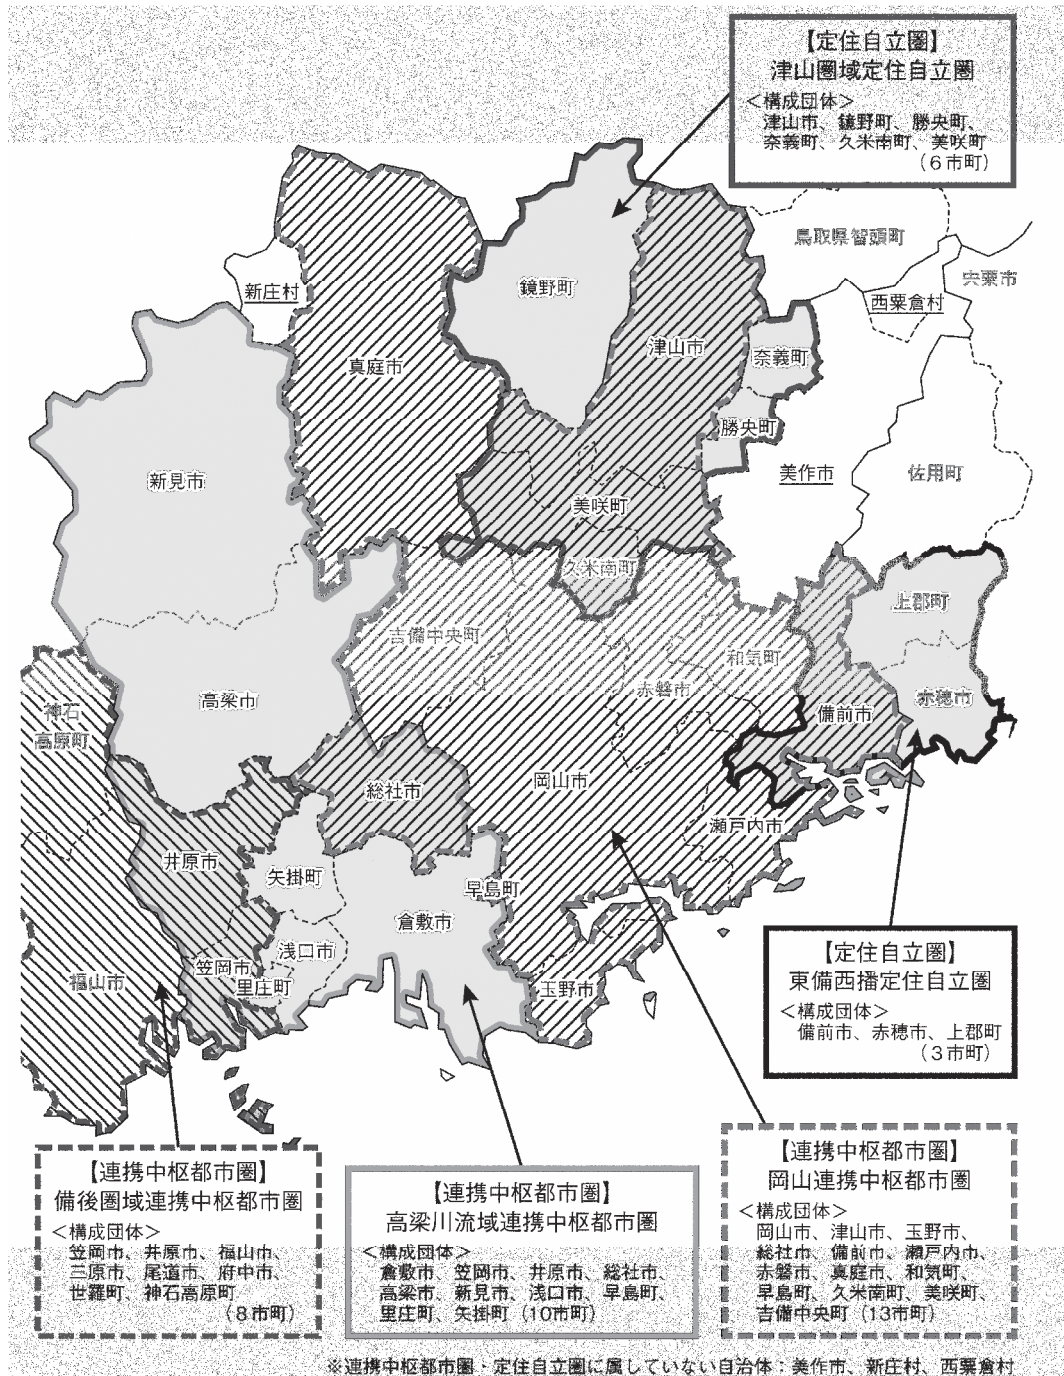 【定住自立圏】
津山圏域定住自立圏
<構成団体>
津山市、鏡野町、勝央町、
奈義町、久米南町、美咲町
(6市町)
鳥取県智頭町
新庄村
鏡野町
西粟倉村
宍粟市
真庭市
津山市
奈義町
勝央町
新見市
美作市
佐用町
美咲町
久米南町
上郡町
吉備中央町
和気町
赤磐市
高梁市
赤穂市
神石
高原町
備前市
総社市
岡山市
瀬戸内市
井原市
矢掛町
早島町
倉敷市
浅口市
笠岡市
里庄町
福山市
玉野市
【定住自立圏】
東備西播定住自立圏
<構成団体>
備前市、赤穂市、上郡町
(3市町)
【連携中枢都市圏】
備後圏域連携中枢都市圏
<構成団体>
笠岡市、井原市、福山市、
三原市、尾道市、府中市、
世羅町、神石高原町
(8市町)
【連携中枢都市圏】
高梁川流域連携中枢都市圏
<構成団体>
倉敷市、笠岡市、井原市、総社市、
高梁市、新見市、浅口市、早島町、
里庄町、矢掛町(10市町)
【連携中枢都市圏】
岡山連携中枢都市圏
<構成団体>
岡山市、津山市、玉野市、
総社市、備前市、瀬戸内市、
赤磐市、真庭市、和気町、
早島町、久米南町、美咲町、
吉備中央町(13市町)
※連携中枢都市圏・定住自立圏に属していない自治体:美作市、新庄村、西粟倉村